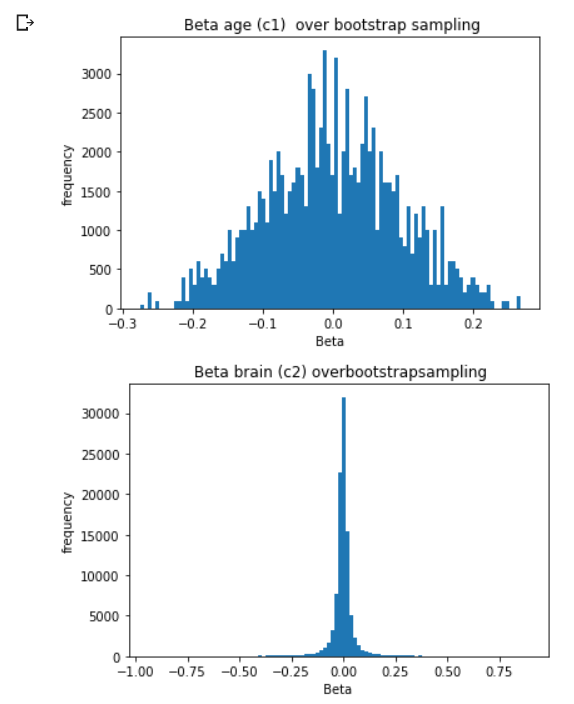 Beta age (c1)  over bootstrap sampling
3000
2500
2000
1500
1000
500
0
frequency
−0.3 −0.2 −0.1 0.0 0.1 0.2
Beta
Beta brain (c2) overbootstrapsampling
30000
25000
20000
15000
10000
5000
0
frequency
−1.00 −0.75 −0.50 −0.25 0.00 0.25 0.50 0.75
Beta